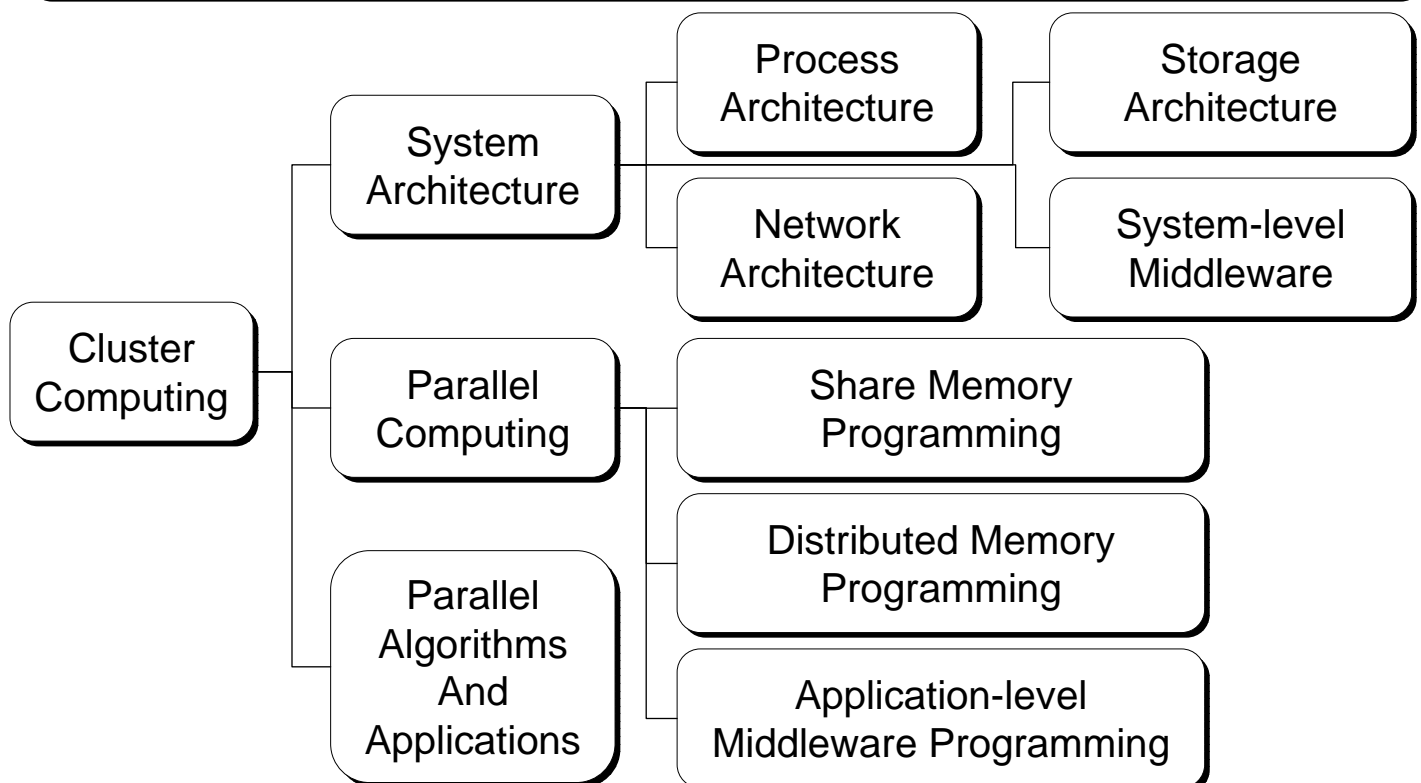 Cluster
Computing
System
Architecture
Process
Architecture
Storage
Architecture
Network
Architecture
System-level
Middleware
Parallel
Computing
Share Memory
Programming
Distributed Memory
Programming
Application-level
Middleware Programming
Parallel
Algorithms
And
Applications